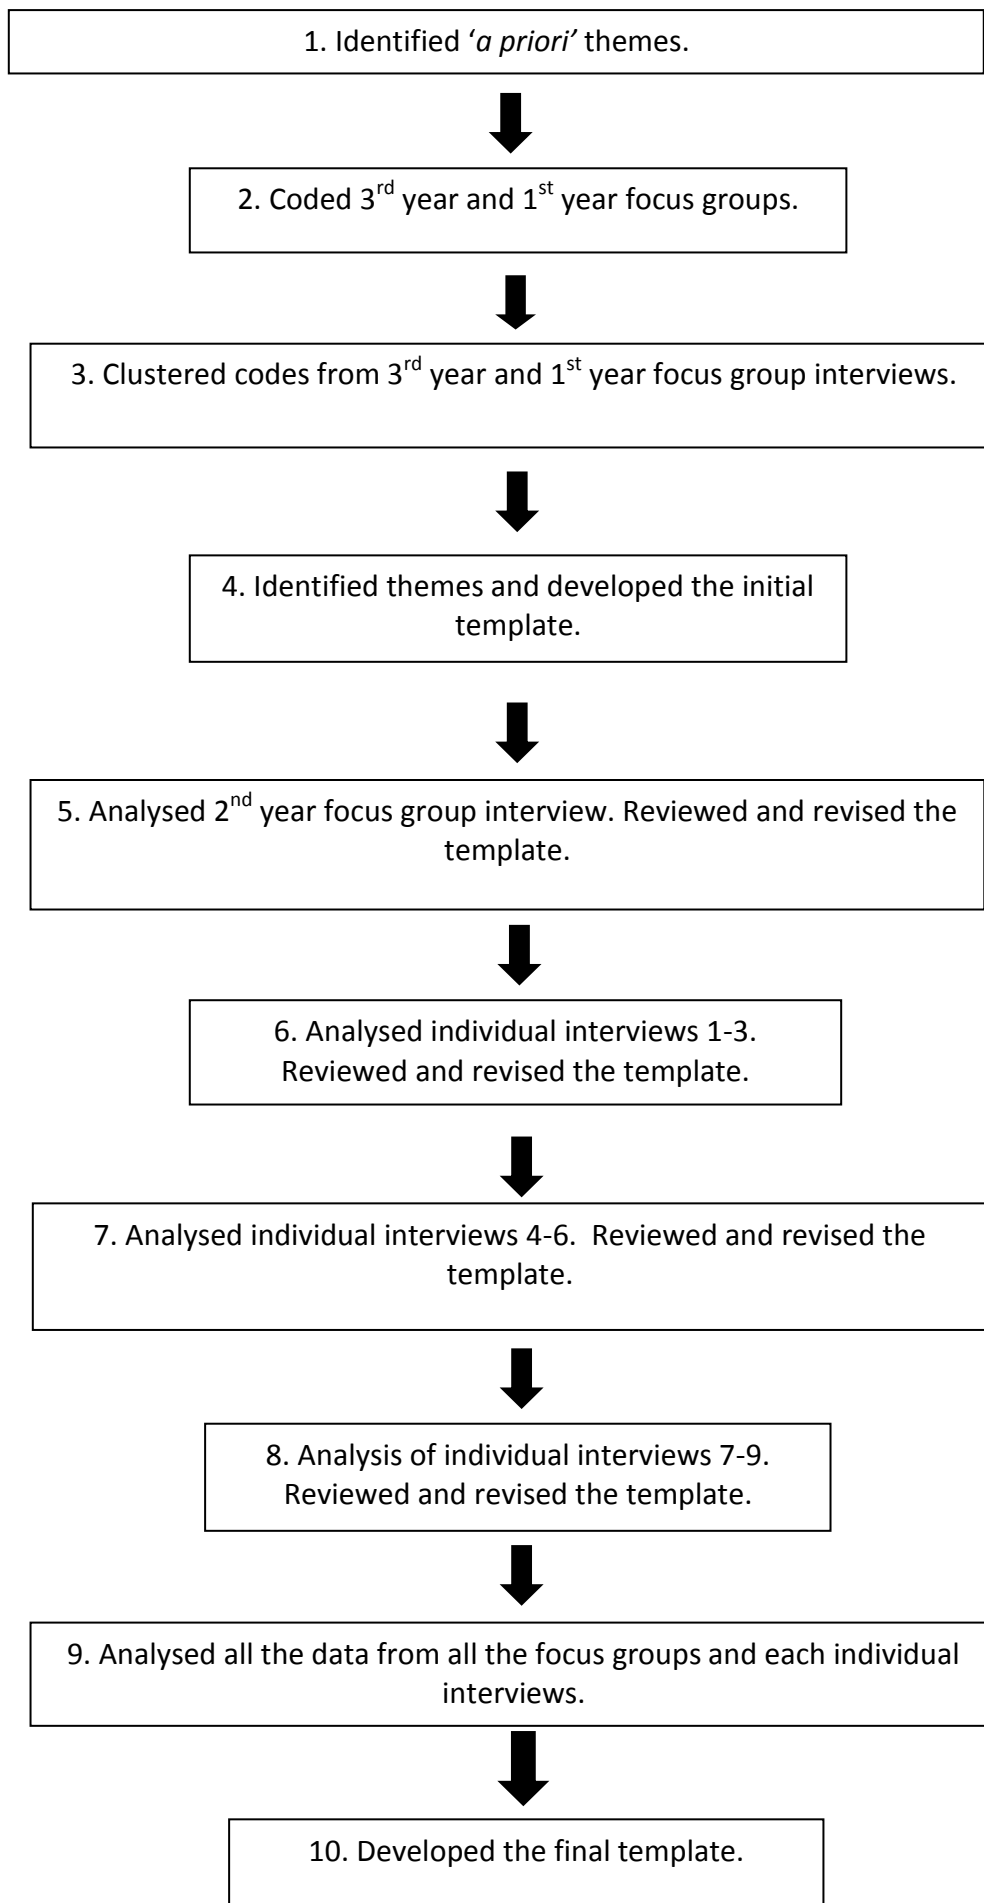 1. Identified ‘a priori’ themes.
2. Coded 3rd year and 1st year focus groups.
3. Clustered codes from 3rd year and 1st year focus group interviews.
4. Identified themes and developed the initial
template.
5. Analysed 2nd year focus group interview. Reviewed and revised the
template.
6. Analysed individual interviews 1-3.
Reviewed and revised the template.
7. Analysed individual interviews 4-6.  Reviewed and revised the
template.
8. Analysis of individual interviews 7-9.
Reviewed and revised the template.
9. Analysed all the data from all the focus groups and each individual
interviews.
10. Developed the final template.